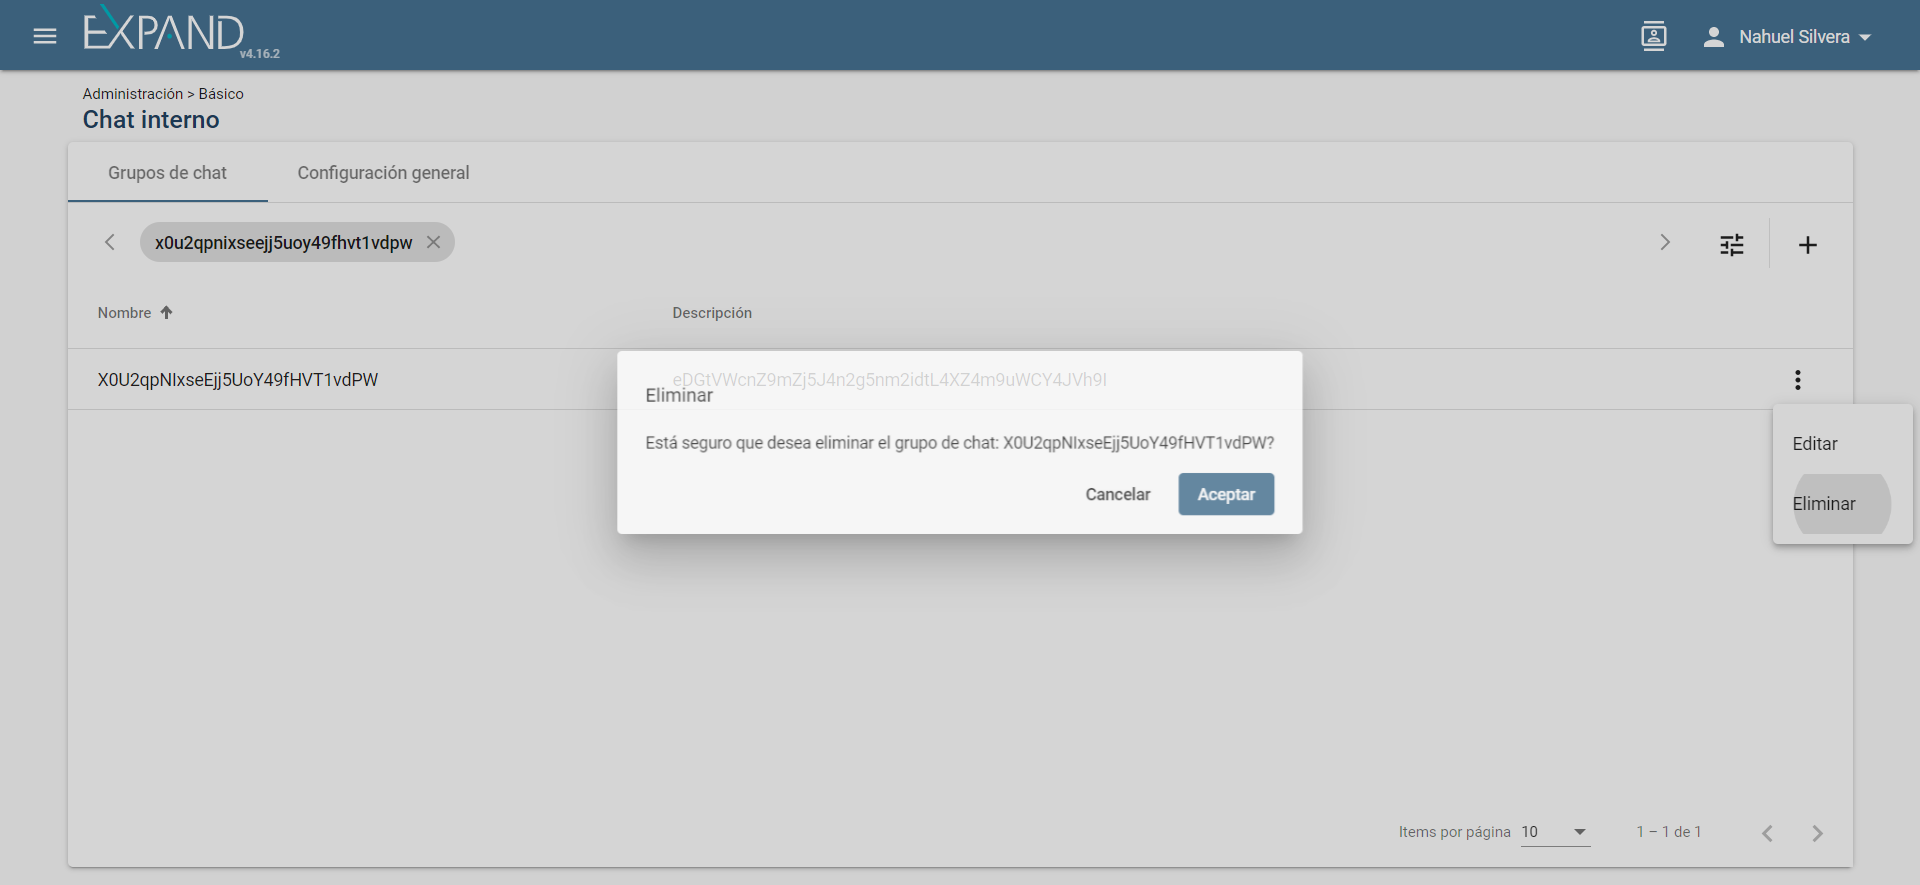 EXPAND
v4.16.2
Nahuel Silvera
Administración > Básico
Chat interno
Grupos de chat
Configuración general
x0u2qpnixseejj5uoy49fhvt1vdpw
Nombre
Descripción
X0U2qpNIxseEjj5UoY49fHVT1vdPW
eDGtVWcnZ9mZj5J4n2g5nm2idtL4XZ4m9uWCY4JVh9I
Eliminar
Está seguro que desea eliminar el grupo de chat: X0U2qpNIxseEjj5UoY49fHVT1vdPW?
Cancelar
Aceptar
Editar
Eliminar
Items por página 10
1 – 1 de 1